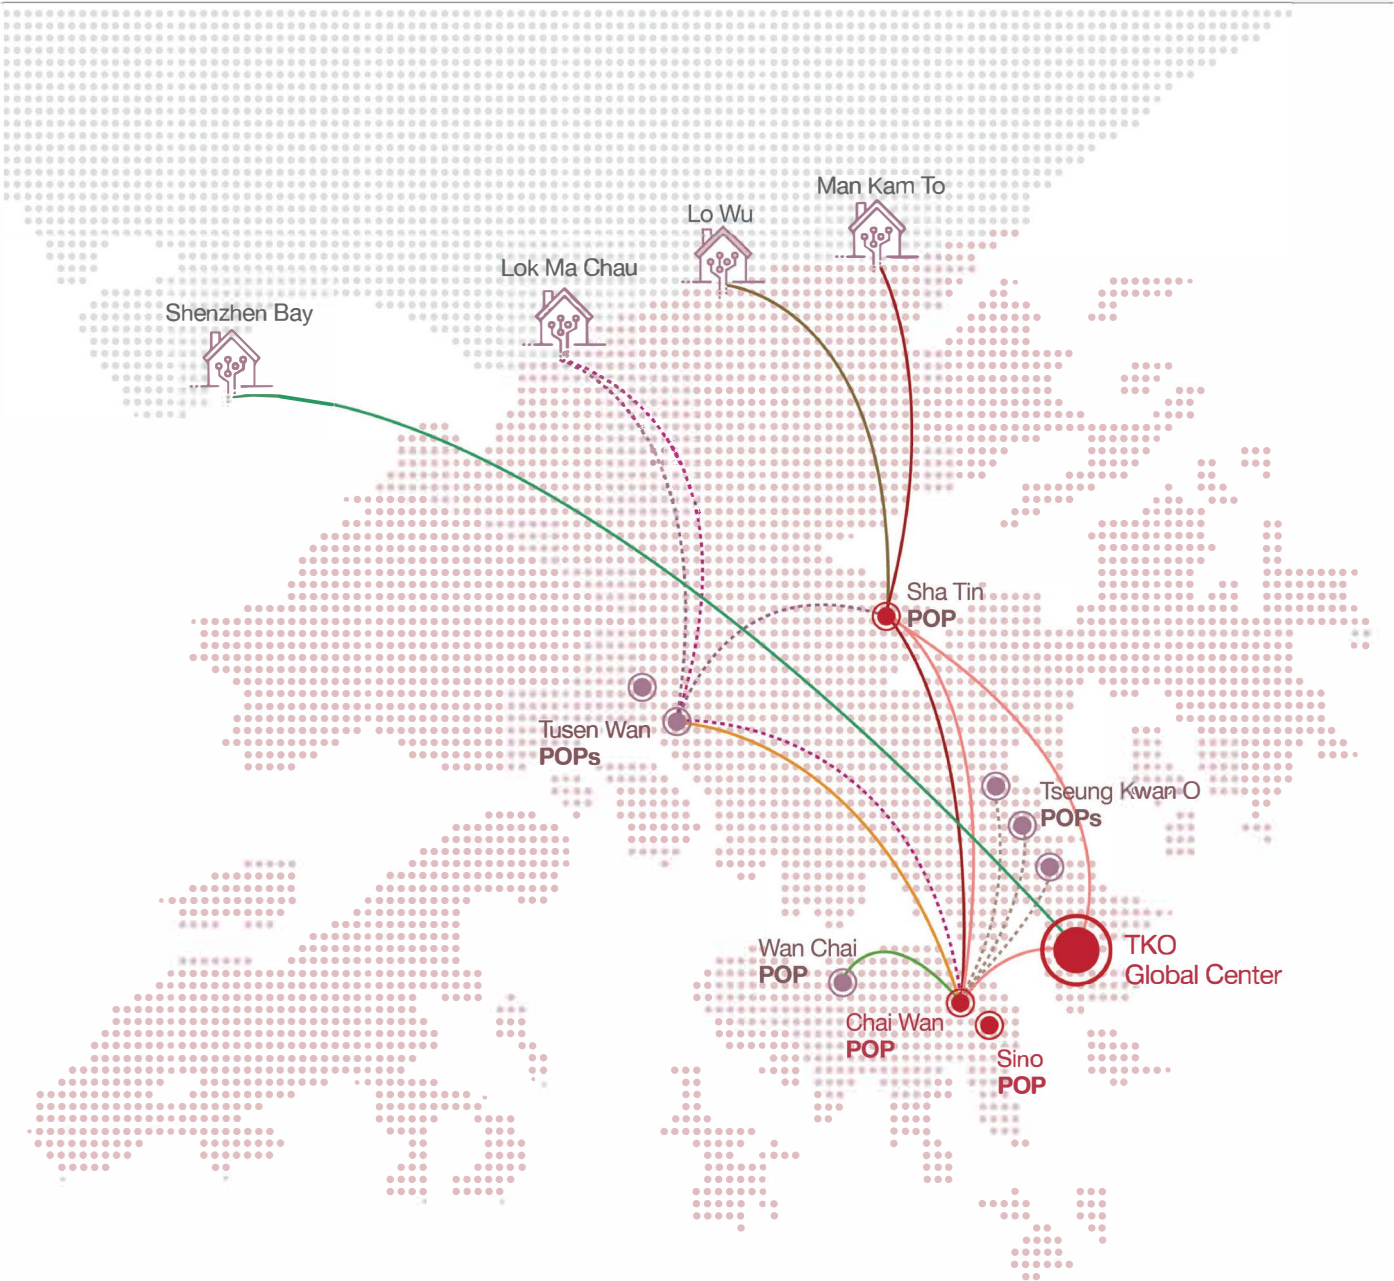 Man Kam To
Lo Wu
Lok Ma Chau
Shenzhen Bay
Sha Tin
POP
Tusen Wan
POPs
Tseung Kwan O
POPs
Wan Chai
POP
TKO
Global Center
Chai Wan
POP
Sino
POP